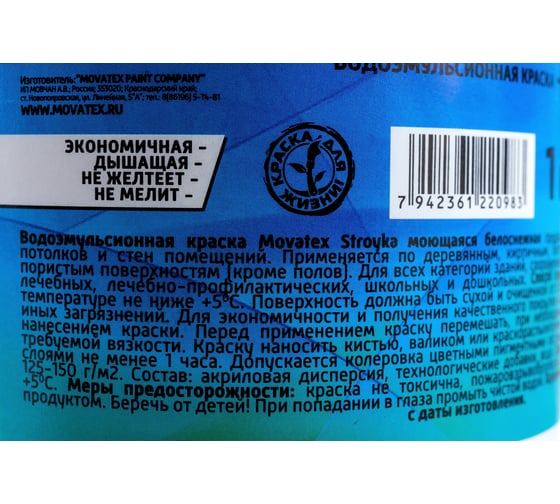 Изготовитель: "MOVATEX PAINT COMPANY"
ИП МОВЧАН А.В.; Россия; 353020; Краснодарский край;
ст. Новопокровская, ул. Линейная, 5"А"; тел.: 8(86196) 5-74-81
WWW.MOVATEX.RU
ВОДОЭМУЛЬСИОННАЯ КРАСКА
ЭКОНОМИЧНАЯ -
ДЫШАЩАЯ -
НЕ ЖЕЛТЕЕТ -
НЕ МЕЛИТ -
КРАСКА ДЛЯ ЖИЗНИ
7 942361 220983
Водоэмульсионная краска Movatex Stroyka моющаяся белоснежная
потолков и стен помещений. Применяется по деревянным, кирпичным,
пористым поверхностям (кроме полов). Для всех категорий зданий,
лечебных, лечебно-профилактических, школьных и дошкольных.
температуре не ниже +5°С. Поверхность должна быть сухой и очищенной
иных загрязнений. Для экономичности и получения качественного
нанесением краски. Перед применением краску перемешать, при
требуемой вязкости. Краску наносить кистью, валиком или
слоями не менее 1 часа. Допускается колеровка цветными пигментными
125-150 г/м2. Состав: акриловая дисперсия, технологические добавки,
+5°С. Меры предосторожности: краска не токсична,
продуктом. Беречь от детей! При попадании в глаза промыть чистой водой.
с даты изготовления.